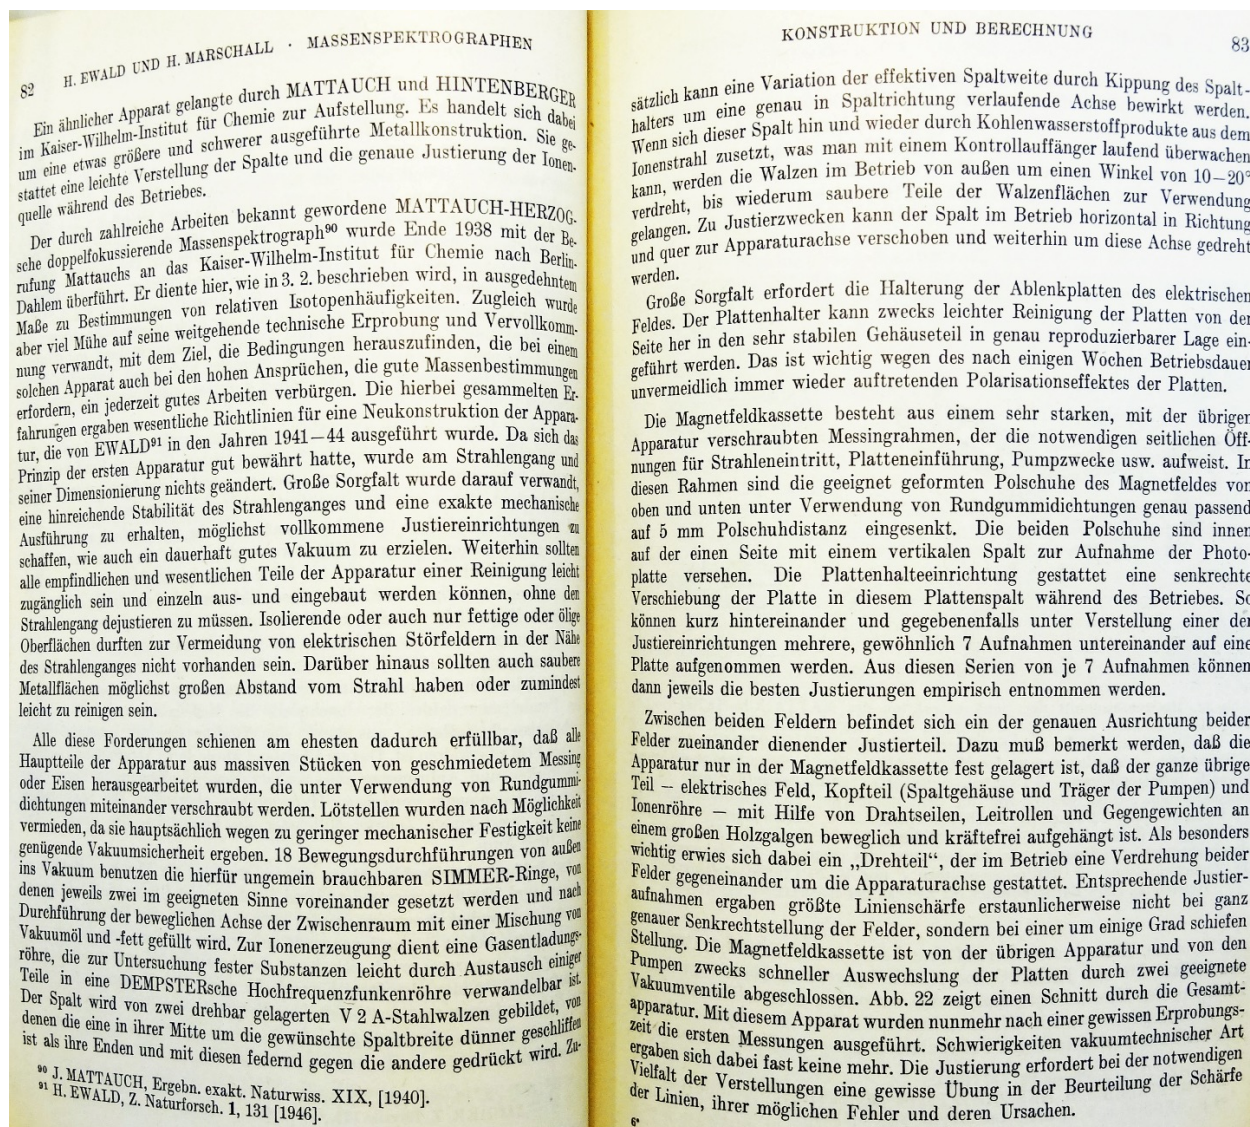 82 H. EWALD UND H. MARSCHALL · MASSENSPEKTROGRAPHEN
Ein ähnlicher Apparat gelangte durch MATTAUCH und HINTENBERGER
im Kaiser-Wilhelm-Institut für Chemie zur Aufstellung. Es handelt sich dabei
um eine etwas größere und schwerer ausgeführte Metallkonstruktion. Sie ge-
stattet eine leichte Verstellung der Spalte und die genaue Justierung der Ionen-
quelle während des Betriebes.
Der durch zahlreiche Arbeiten bekannt gewordene MATTAUCH-HERZOG-
sche doppelfokussierende Massenspektrograph⁹⁰ wurde Ende 1938 mit der Be-
rufung Mattauchs an das Kaiser-Wilhelm-Institut für Chemie nach Berlin-
Dahlem überführt. Er diente hier, wie in 3. 2. beschrieben wird, in ausgedehntem
Maße zu Bestimmungen von relativen Isotopenhäufigkeiten. Zugleich wurde
aber viel Mühe auf seine weitgehende technische Erprobung und Vervollkomm-
nung verwandt, mit dem Ziel, die Bedingungen herauszufinden, die bei einem
solchen Apparat auch bei den hohen Ansprüchen, die gute Massenbestimmungen
erfordern, ein jederzeit gutes Arbeiten verbürgen. Die hierbei gesammelten Er-
fahrungen ergaben wesentliche Richtlinien für eine Neukonstruktion der Appara-
tur, die von EWALD⁹¹ in den Jahren 1941—44 ausgeführt wurde. Da sich das
Prinzip der ersten Apparatur gut bewährt hatte, wurde am Strahlengang und
seiner Dimensionierung nichts geändert. Große Sorgfalt wurde darauf verwandt,
eine hinreichende Stabilität des Strahlenganges und eine exakte mechanische
Ausführung zu erhalten, möglichst vollkommene Justiereinrichtungen zu
schaffen, wie auch ein dauerhaft gutes Vakuum zu erzielen. Weiterhin sollten
alle empfindlichen und wesentlichen Teile der Apparatur einer Reinigung leicht
zugänglich sein und einzeln aus- und eingebaut werden können, ohne den
Strahlengang dejustieren zu müssen. Isolierende oder auch nur fettige oder ölige
Oberflächen durften zur Vermeidung von elektrischen Störfeldern in der Nähe
des Strahlenganges nicht vorhanden sein. Darüber hinaus sollten auch saubere
Metallflächen möglichst großen Abstand vom Strahl haben oder zumindest
leicht zu reinigen sein.
Alle diese Forderungen schienen am ehesten dadurch erfüllbar, daß alle
Hauptteile der Apparatur aus massiven Stücken von geschmiedetem Messing
oder Eisen herausgearbeitet wurden, die unter Verwendung von Rundgummi-
dichtungen miteinander verschraubt werden. Lötstellen wurden nach Möglichkeit
vermieden, da sie hauptsächlich wegen zu geringer mechanischer Festigkeit keine
genügende Vakuumsicherheit ergeben. 18 Bewegungsdurchführungen von außen
ins Vakuum benutzen die hierfür ungemein brauchbaren SIMMER-Ringe, von
denen jeweils zwei im geeigneten Sinne voreinander gesetzt werden und nach
Durchführung der beweglichen Achse der Zwischenraum mit einer Mischung von
Vakuumöl und -fett gefüllt wird. Zur Ionenerzeugung dient eine Gasentladungs-
röhre, die zur Untersuchung fester Substanzen leicht durch Austausch einiger
Teile in eine DEMPSTERsche Hochfrequenzfunkenröhre verwandelbar ist.
Der Spalt wird von zwei drehbar gelagerten V 2 A-Stahlwalzen gebildet, von
denen die eine in ihrer Mitte um die gewünschte Spaltbreite dünner geschliffen
ist als ihre Enden und mit diesen federnd gegen die andere gedrückt wird. Zu-
⁹⁰ J. MATTAUCH, Ergebn. exakt. Naturwiss. XIX, [1940].
⁹¹ H. EWALD, Z. Naturforsch. 1, 131 [1946].
KONSTRUKTION UND BERECHNUNG 83
sätzlich kann eine Variation der effektiven Spaltweite durch Kippung des Spalt-
halters um eine genau in Spaltrichtung verlaufende Achse bewirkt werden.
Wenn sich dieser Spalt hin und wieder durch Kohlenwasserstoffprodukte aus dem
Ionenstrahl zusetzt, was man mit einem Kontrollauffänger laufend überwachen
kann, werden die Walzen im Betrieb von außen um einen Winkel von 10—20°
verdreht, bis wiederum saubere Teile der Walzenflächen zur Verwendung
gelangen. Zu Justierzwecken kann der Spalt im Betrieb horizontal in Richtung
und quer zur Apparaturachse verschoben und weiterhin um diese Achse gedreht
werden.
Große Sorgfalt erfordert die Halterung der Ablenkplatten des elektrischen
Feldes. Der Plattenhalter kann zwecks leichter Reinigung der Platten von der
Seite her in den sehr stabilen Gehäuseteil in genau reproduzierbarer Lage ein-
geführt werden. Das ist wichtig wegen des nach einigen Wochen Betriebsdauer
unvermeidlich immer wieder auftretenden Polarisationseffektes der Platten.
Die Magnetfeldkassette besteht aus einem sehr starken, mit der übrigen
Apparatur verschraubten Messingrahmen, der die notwendigen seitlichen Öff-
nungen für Strahleneintritt, Platteneinführung, Pumpzwecke usw. aufweist. In
diesen Rahmen sind die geeignet geformten Polschuhe des Magnetfeldes von
oben und unten unter Verwendung von Rundgummidichtungen genau passend
auf 5 mm Polschuhdistanz eingesenkt. Die beiden Polschuhe sind innen
auf der einen Seite mit einem vertikalen Spalt zur Aufnahme der Photo-
platte versehen. Die Plattenhalteeinrichtung gestattet eine senkrechte
Verschiebung der Platte in diesem Plattenspalt während des Betriebes. So
können kurz hintereinander und gegebenenfalls unter Verstellung einer der
Justiereinrichtungen mehrere, gewöhnlich 7 Aufnahmen untereinander auf eine
Platte aufgenommen werden. Aus diesen Serien von je 7 Aufnahmen können
dann jeweils die besten Justierungen empirisch entnommen werden.
Zwischen beiden Feldern befindet sich ein der genauen Ausrichtung beider
Felder zueinander dienender Justierteil. Dazu muß bemerkt werden, daß die
Apparatur nur in der Magnetfeldkassette fest gelagert ist, daß der ganze übrige
Teil — elektrisches Feld, Kopfteil (Spaltgehäuse und Träger der Pumpen) und
Ionenröhre — mit Hilfe von Drahtseilen, Leitrollen und Gegengewichten an
einem großen Holzgalgen beweglich und kräftefrei aufgehängt ist. Als besonders
wichtig erwies sich dabei ein „Drehteil“, der im Betrieb eine Verdrehung beider
Felder gegeneinander um die Apparaturachse gestattet. Entsprechende Justier-
aufnahmen ergaben größte Linienschärfe erstaunlicherweise nicht bei ganz
genauer Senkrechtstellung der Felder, sondern bei einer um einige Grad schiefen
Stellung. Die Magnetfeldkassette ist von der übrigen Apparatur und von den
Pumpen zwecks schneller Auswechslung der Platten durch zwei geeignete
Vakuumventile abgeschlossen. Abb. 22 zeigt einen Schnitt durch die Gesamt-
apparatur. Mit diesem Apparat wurden nunmehr nach einer gewissen Erprobungs-
zeit die ersten Messungen ausgeführt. Schwierigkeiten vakuumtechnischer Art
ergaben sich dabei fast keine mehr. Die Justierung erfordert bei der notwendigen
Vielfalt der Verstellungen eine gewisse Übung in der Beurteilung der Schärfe
der Linien, ihrer möglichen Fehler und deren Ursachen.
6*